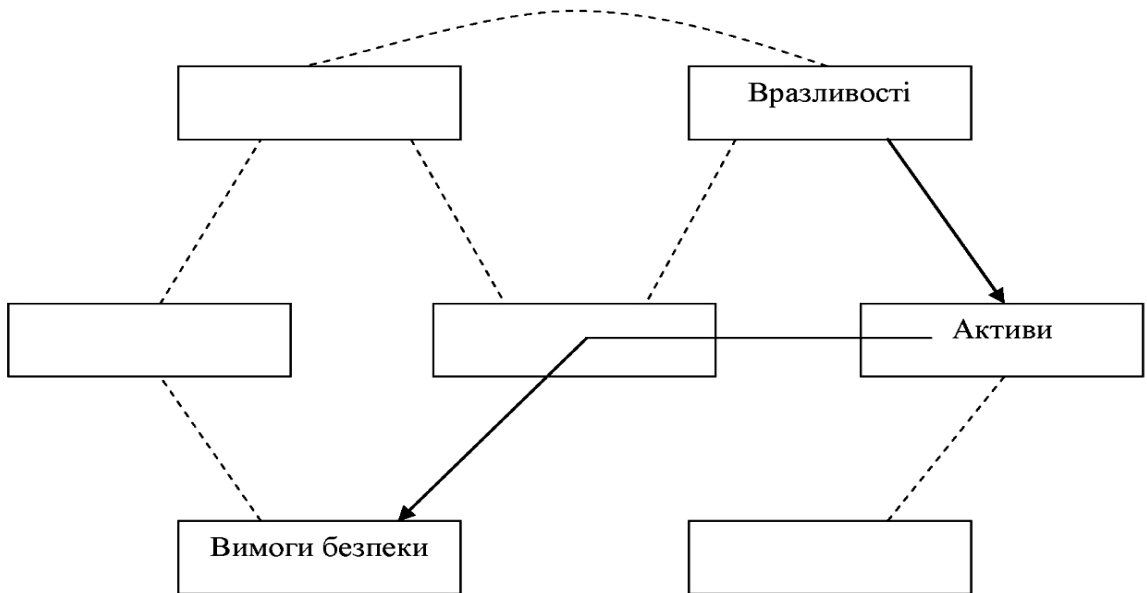 Вразливості
Активи
Вимоги безпеки